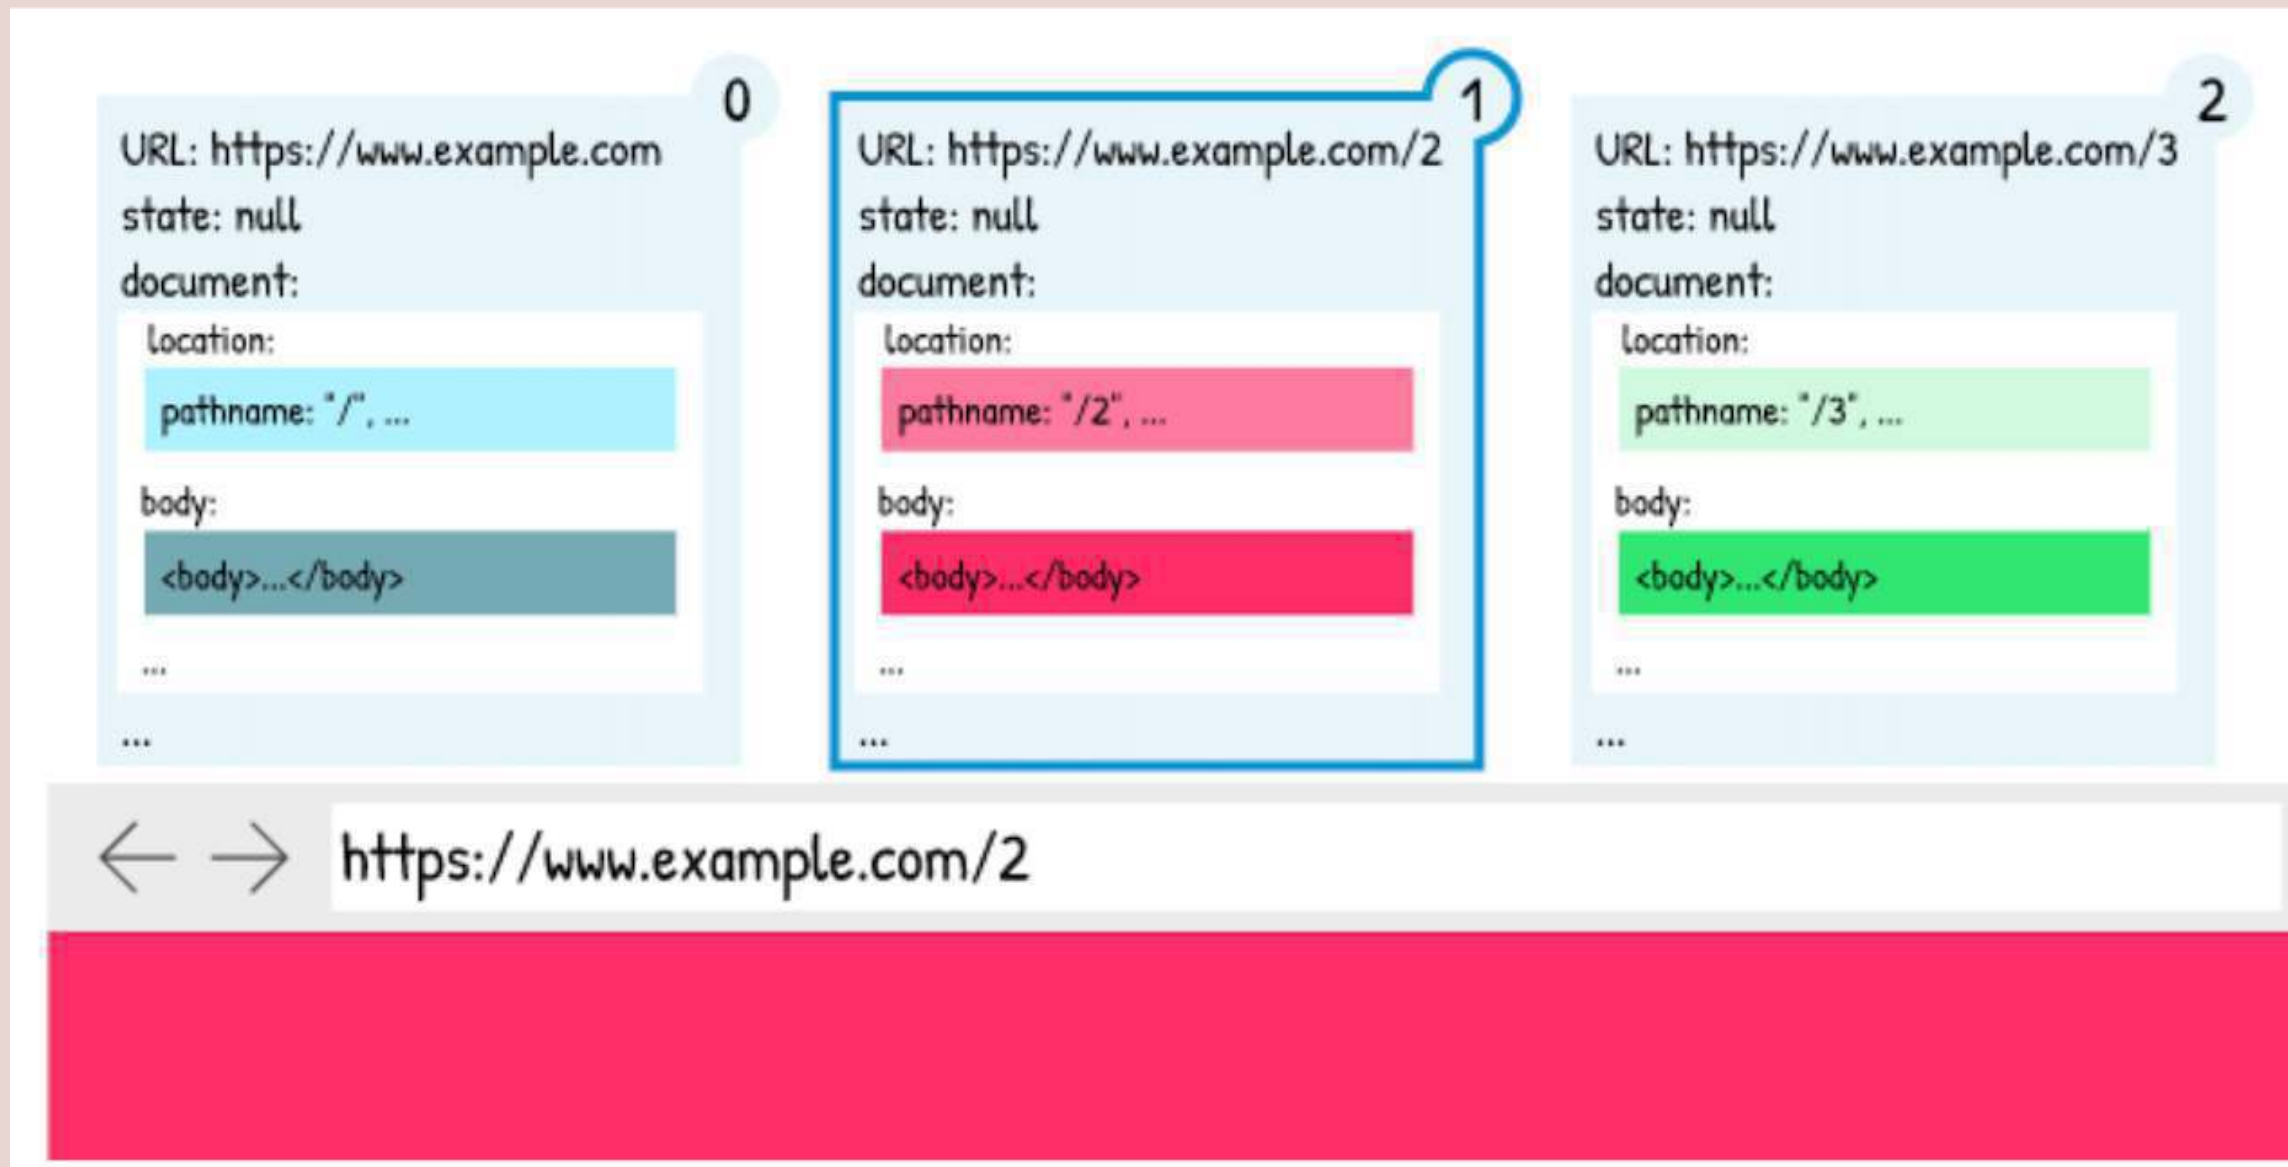 0
URL: https://www.example.com
state: null
document:
location:
pathname: "/", ...
body:
<body>...</body>
...
...
1
URL: https://www.example.com/2
state: null
document:
location:
pathname: "/2", ...
body:
<body>...</body>
...
...
2
URL: https://www.example.com/3
state: null
document:
location:
pathname: "/3", ...
body:
<body>...</body>
...
...
https://www.example.com/2